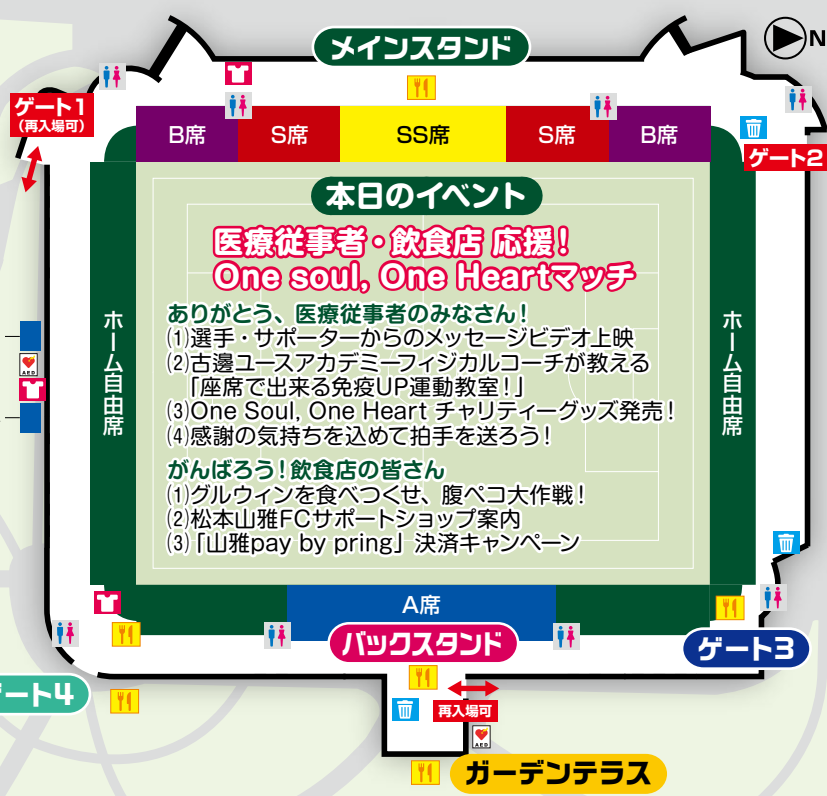 メインスタンド
N
ゲート1
(再入場可)
B席
S席
SS席
S席
B席
ゲート2
本日のイベント
医療従事者・飲食店 応援！
One soul, One Heartマッチ
ありがとう、医療従事者のみなさん！
⑴選手・サポーターからのメッセージビデオ上映
⑵古邊ユースアカデミーフィジカルコーチが教える
「座席で出来る免疫UP運動教室！」
⑶One Soul, One Heart チャリティーグッズ発売！
⑷感謝の気持ちを込めて拍手を送ろう！
がんばろう！飲食店の皆さん
⑴グルウィンを食べつくせ、腹ペコ大作戦！
⑵松本山雅FCサポートショップ案内
⑶「山雅pay by pring」決済キャンペーン
ホーム自由席
ホーム自由席
AED
A席
バックスタンド
ゲート3
ート4
再入場可
AED
ガーデンテラス